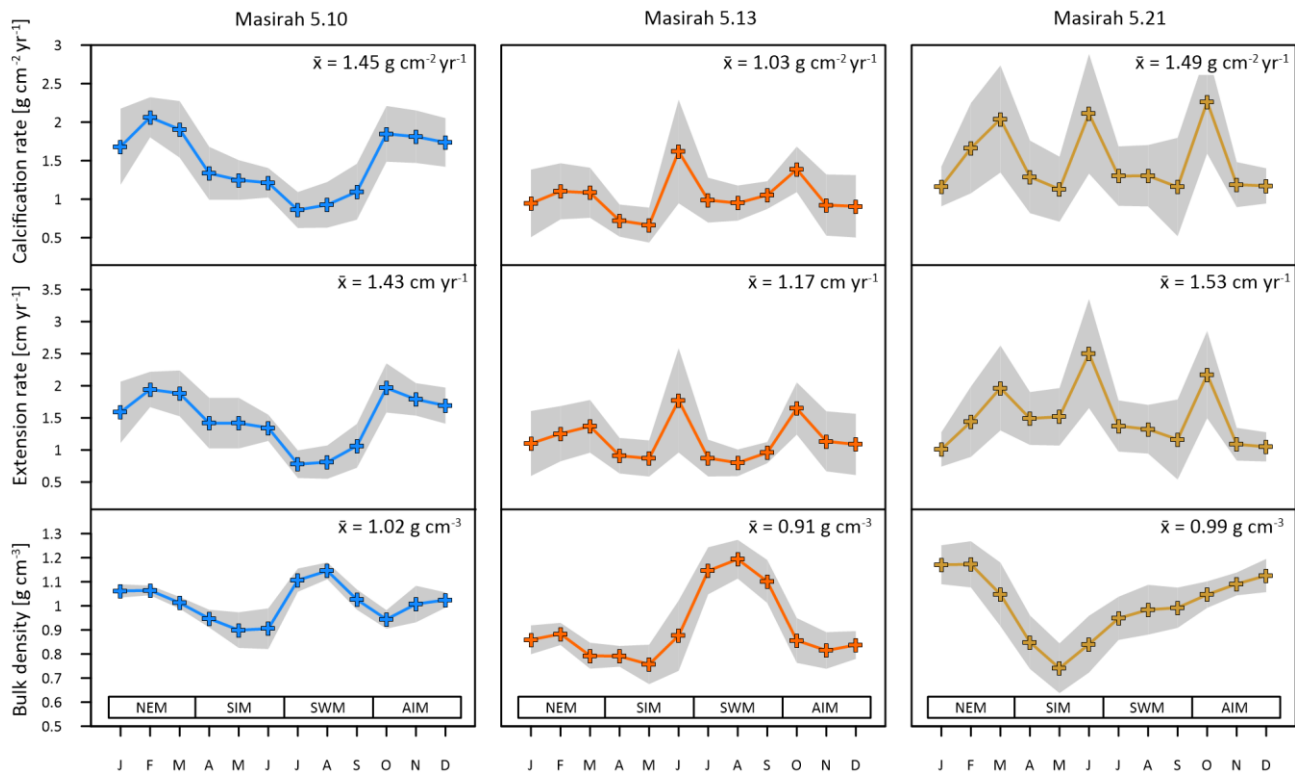 Masirah 5.10 Masirah 5.13 Masirah 5.21
Calcification rate [g cm⁻² yr⁻¹]
3
2.5
2
1.5
1
0.5
x̄ = 1.45 g cm⁻² yr⁻¹
x̄ = 1.03 g cm⁻² yr⁻¹
x̄ = 1.49 g cm⁻² yr⁻¹
Extension rate [cm yr⁻¹]
3.5
3
2.5
2
1.5
1
0.5
x̄ = 1.43 cm yr⁻¹
x̄ = 1.17 cm yr⁻¹
x̄ = 1.53 cm yr⁻¹
Bulk density [g cm⁻³]
1.3
1.2
1.1
1
0.9
0.8
0.7
0.6
0.5
x̄ = 1.02 g cm⁻³
x̄ = 0.91 g cm⁻³
x̄ = 0.99 g cm⁻³
NEM SIM SWM AIM
NEM SIM SWM AIM
NEM SIM SWM AIM
J F M A M J J A S O N D
J F M A M J J A S O N D
J F M A M J J A S O N D